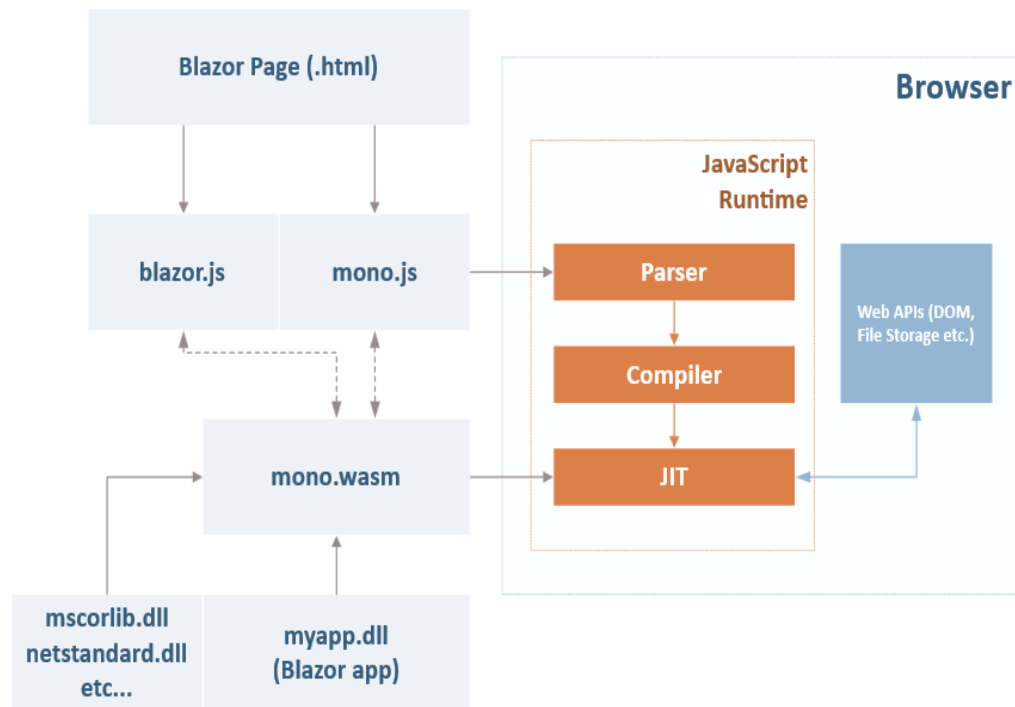 Blazor Page (.html)
Browser
JavaScript
Runtime
blazor.js
mono.js
Parser
Web APIs (DOM,
File Storage etc.)
Compiler
mono.wasm
JIT
mscorlib.dll
netstandard.dll
etc...
myapp.dll
(Blazor app)